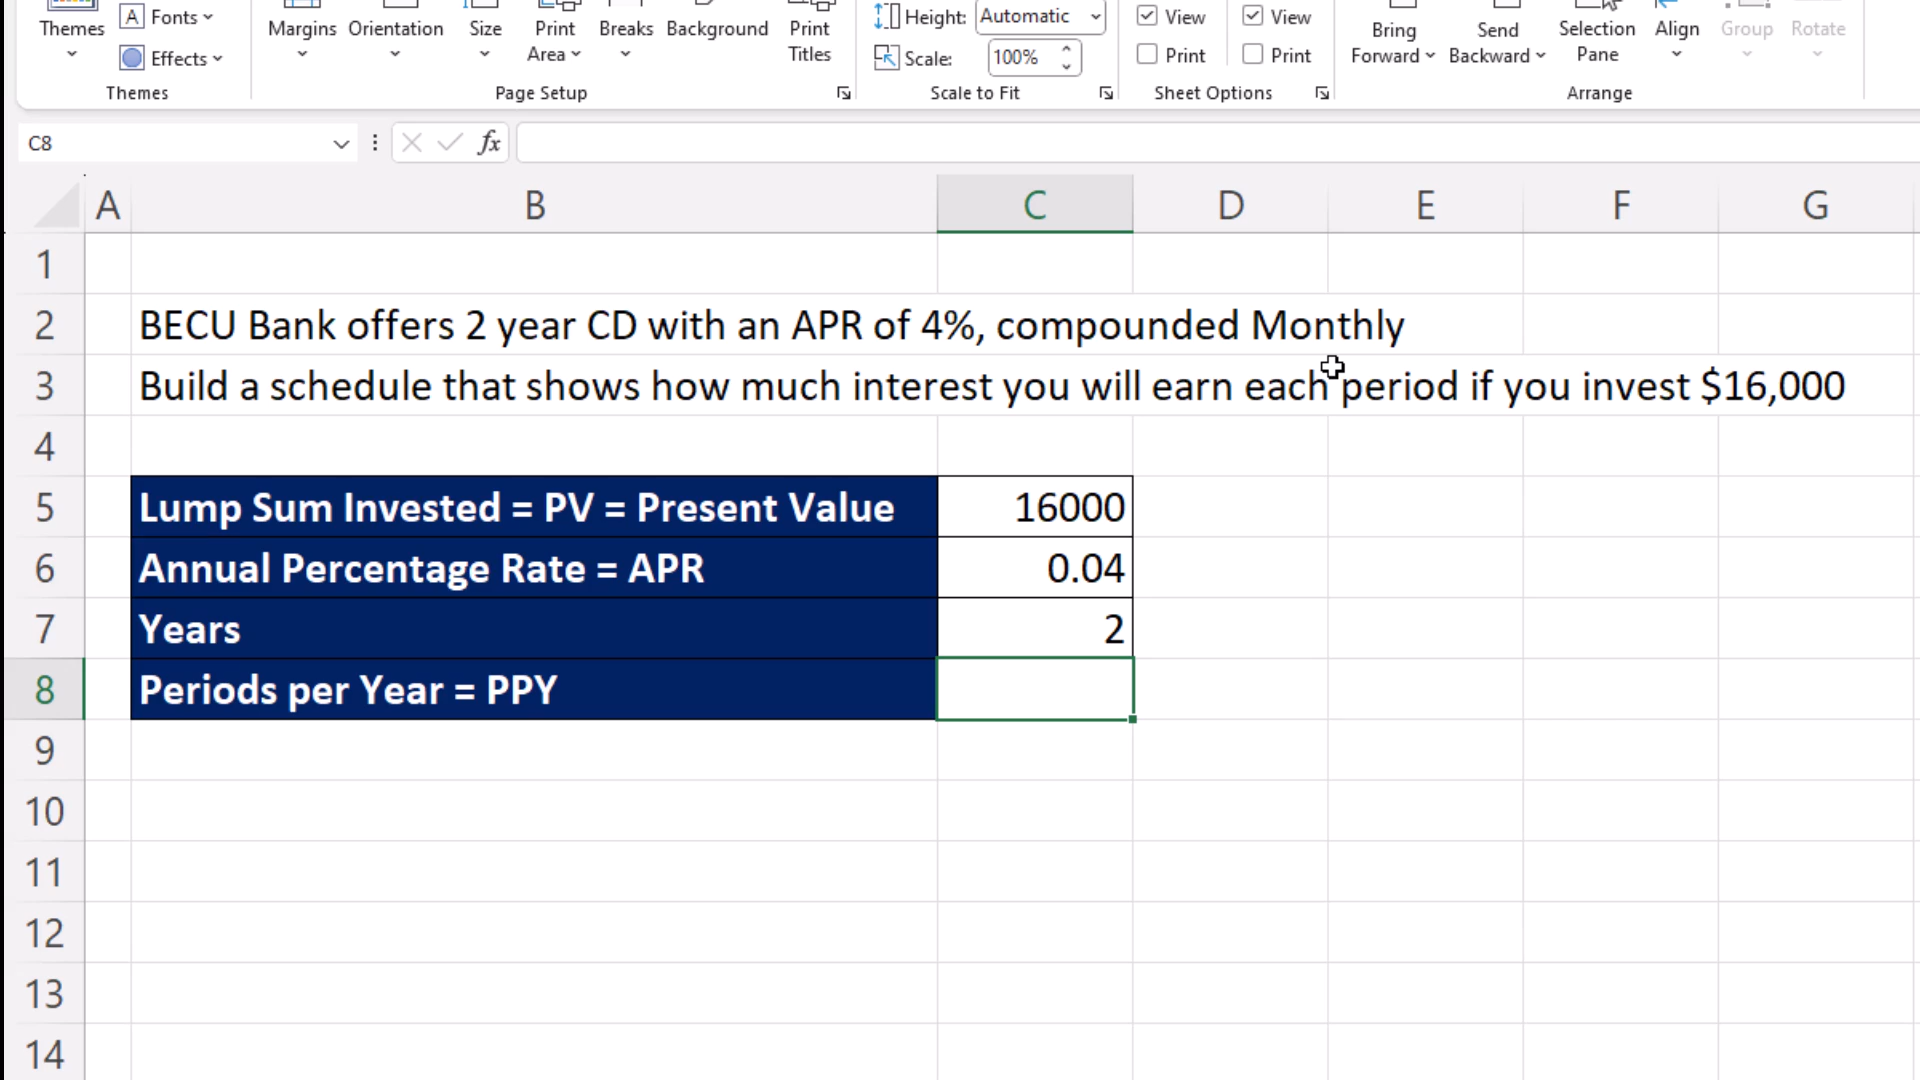 Themes
Fonts
Effects
Themes
Margins
Orientation
Size
Print Area
Breaks
Background
Print Titles
Page Setup
Height: Automatic
Scale: 100%
Scale to Fit
View
Print
View
Print
Sheet Options
Bring Forward
Send Backward
Selection Pane
Align
Group
Rotate
Arrange
C8
fx
A B C D E F G
1
2 BECU Bank offers 2 year CD with an APR of 4%, compounded Monthly
3 Build a schedule that shows how much interest you will earn each period if you invest $16,000
4
5 Lump Sum Invested = PV = Present Value 16000
6 Annual Percentage Rate = APR 0.04
7 Years 2
8 Periods per Year = PPY
9
10
11
12
13
14